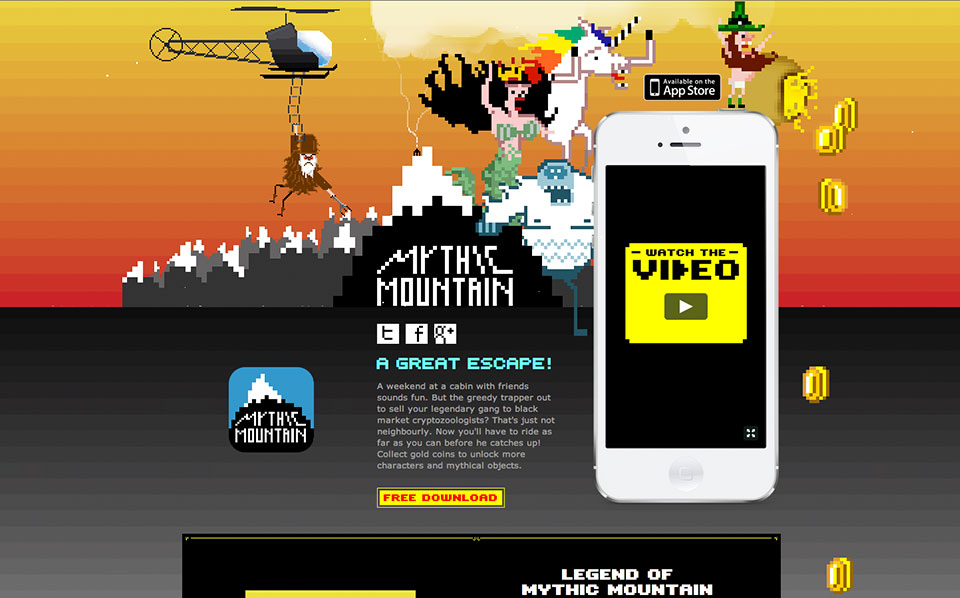 Available on the
App Store
WATCH THE
VIDEO
MYTHIC
MOUNTAIN
A GREAT ESCAPE!
A weekend at a cabin with friends
sounds fun. But the greedy trapper out
to sell your legendary gang to black
market cryptozoologists? That's just not
neighbourly. Now you'll have to ride as
far as you can before he catches up!
Collect gold coins to unlock more
characters and mythical objects.
MYTHIC
MOUNTAIN
FREE DOWNLOAD
LEGEND OF
MYTHIC MOUNTAIN